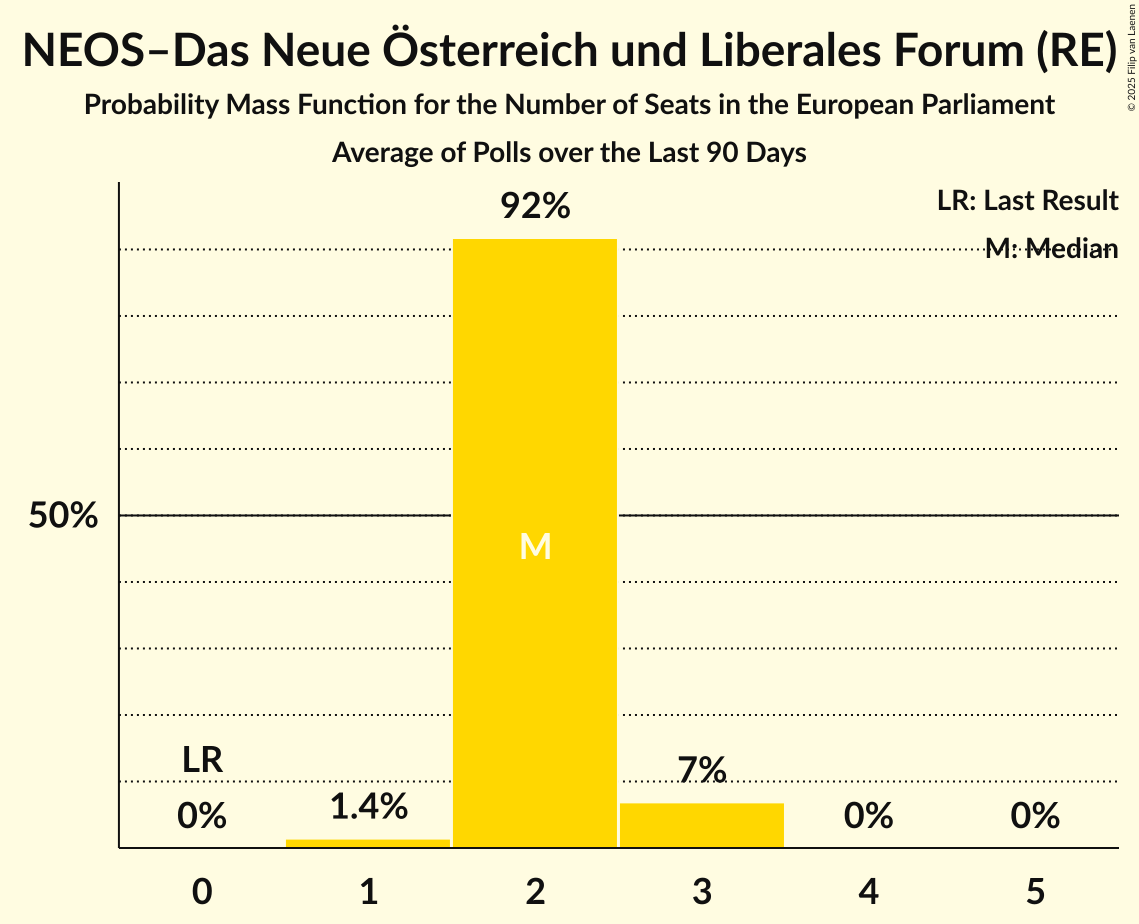 NEOS–Das Neue Österreich und Liberales Forum (RE)
© 2025 Filip van Laenen
Probability Mass Function for the Number of Seats in the European Parliament
Average of Polls over the Last 90 Days
LR: Last Result
M: Median
92%
50%
M
LR
0%
1.4%
7%
0%
0%
0 1 2 3 4 5